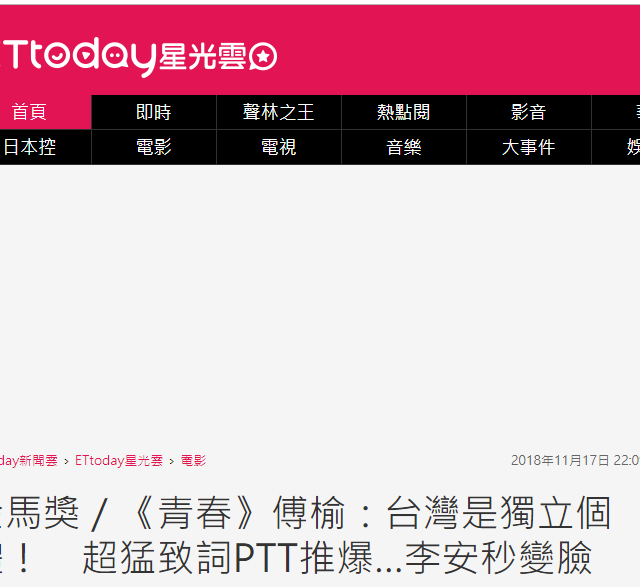 ETtoday星光雲
首頁 即時 聲林之王 熱點閱 影音
日本控 電影 電視 音樂 大事件 娛
day新聞雲 › ETtoday星光雲 › 電影 2018年11月17日 22:0
馬獎／《青春》傅榆：台灣是獨立個
！ 超猛致詞PTT推爆...李安秒變臉